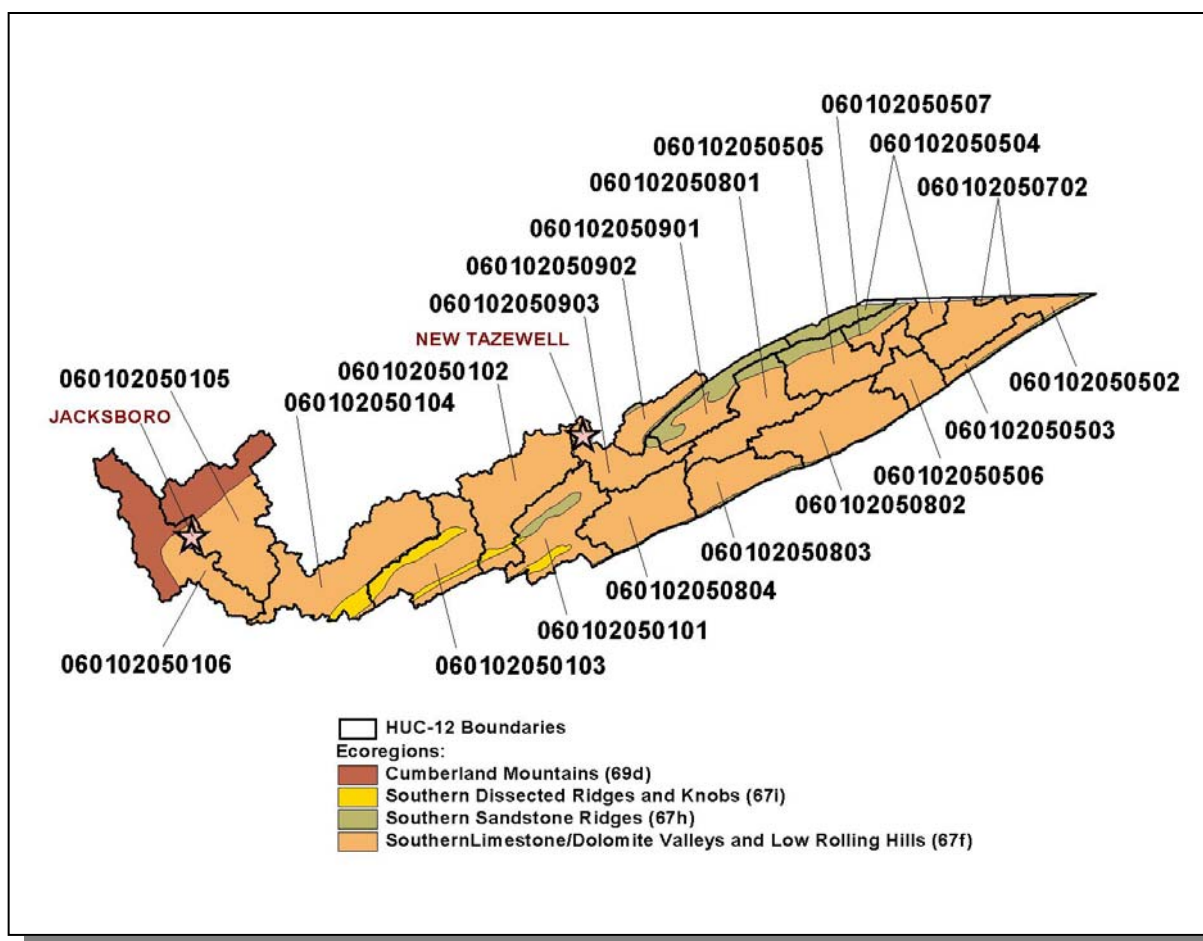 060102050507
060102050505
060102050504
060102050801
060102050702
060102050901
060102050902
060102050903
NEW TAZEWELL
060102050105
060102050102
JACKSBORO
060102050104
060102050502
060102050503
060102050506
060102050802
060102050803
060102050804
060102050101
060102050106
060102050103
HUC-12 Boundaries
Ecoregions:
Cumberland Mountains (69d)
Southern Dissected Ridges and Knobs (67i)
Southern Sandstone Ridges (67h)
SouthernLimestone/Dolomite Valleys and Low Rolling Hills (67f)